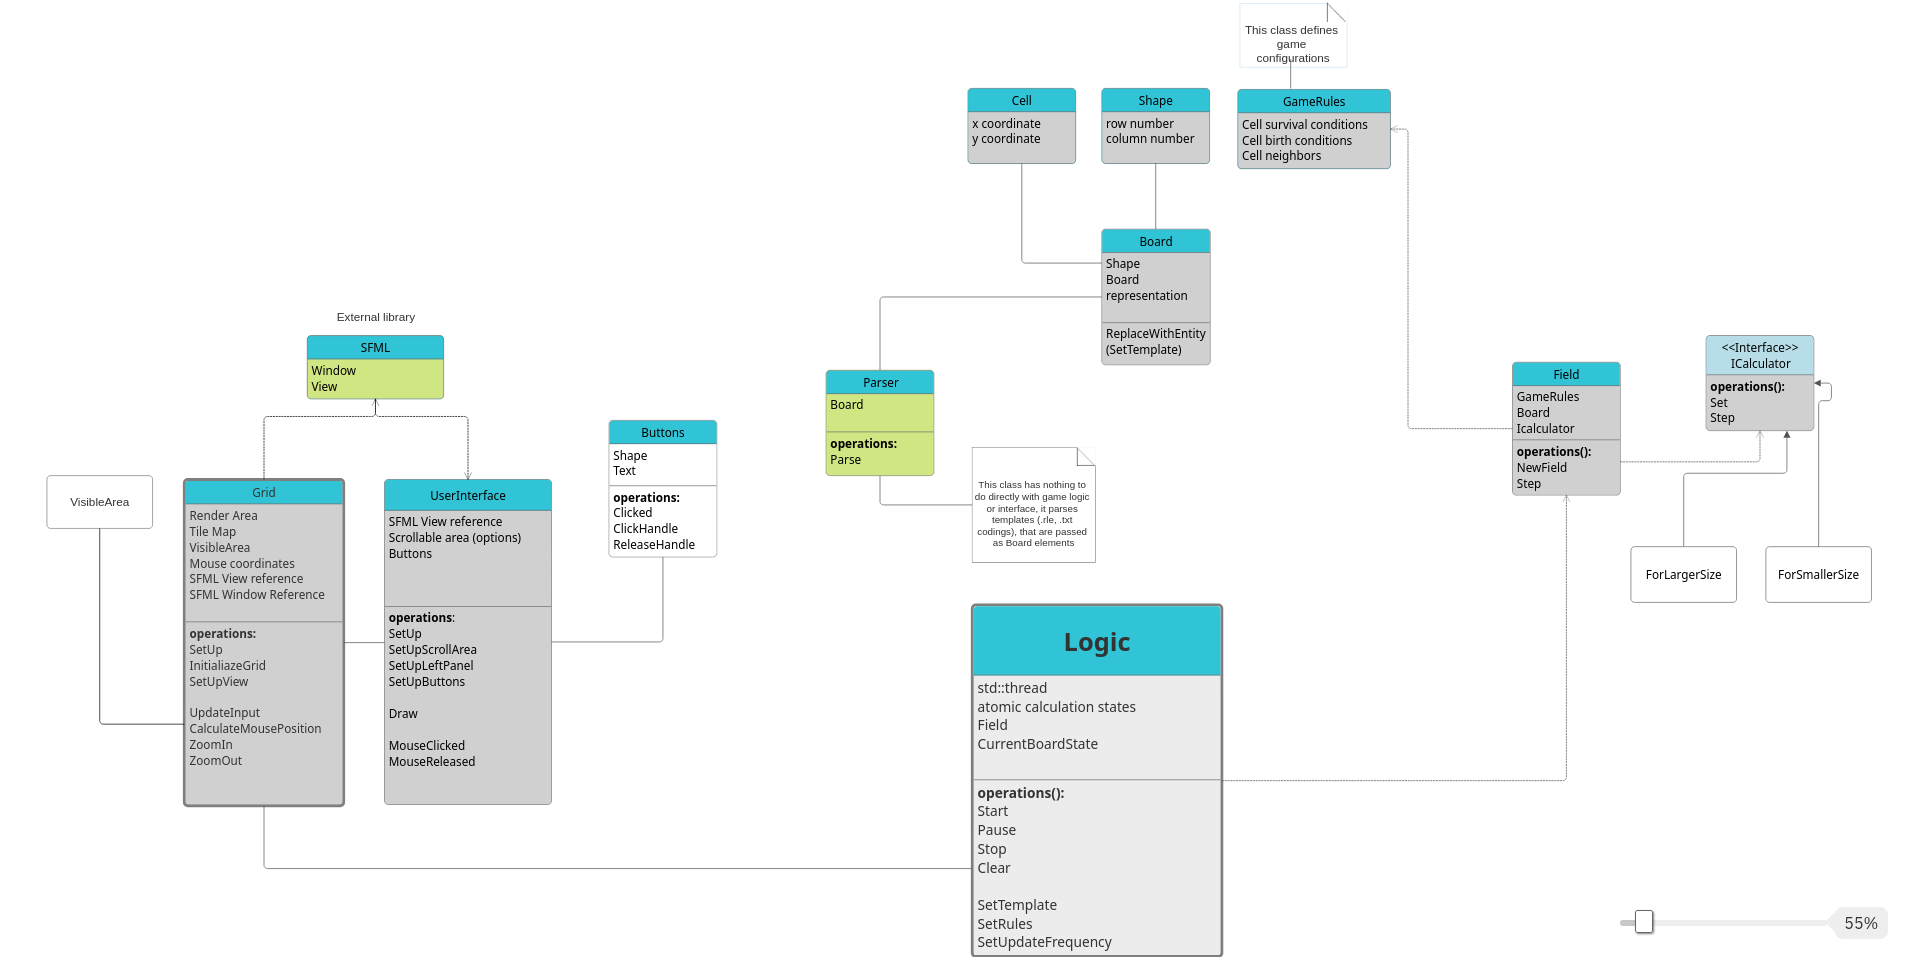 This class defines
game
configurations
Cell
x coordinate
y coordinate
Shape
row number
column number
GameRules
Cell survival conditions
Cell birth conditions
Cell neighbors
Board
Shape
Board
representation
ReplaceWithEntity
(SetTemplate)
External library
SFML
Window
View
Parser
Board
operations:
Parse
<<Interface>>
ICalculator
operations():
Set
Step
Field
GameRules
Board
Icalculator
operations():
NewField
Step
Buttons
Shape
Text
operations:
Clicked
ClickHandle
ReleaseHandle
This class has nothing to
do directly with game logic
or interface, it parses
templates (.rle, .txt
codings), that are passed
as Board elements
VisibleArea
Grid
Render Area
Tile Map
VisibleArea
Mouse coordinates
SFML View reference
SFML Window Reference
operations:
SetUp
InitialiazeGrid
SetUpView
UpdateInput
CalculateMousePosition
ZoomIn
ZoomOut
UserInterface
SFML View reference
Scrollable area (options)
Buttons
operations:
SetUp
SetUpScrollArea
SetUpLeftPanel
SetUpButtons
Draw
MouseClicked
MouseReleased
ForLargerSize
ForSmallerSize
Logic
std::thread
atomic calculation states
Field
CurrentBoardState
operations():
Start
Pause
Stop
Clear
SetTemplate
SetRules
SetUpdateFrequency
55%